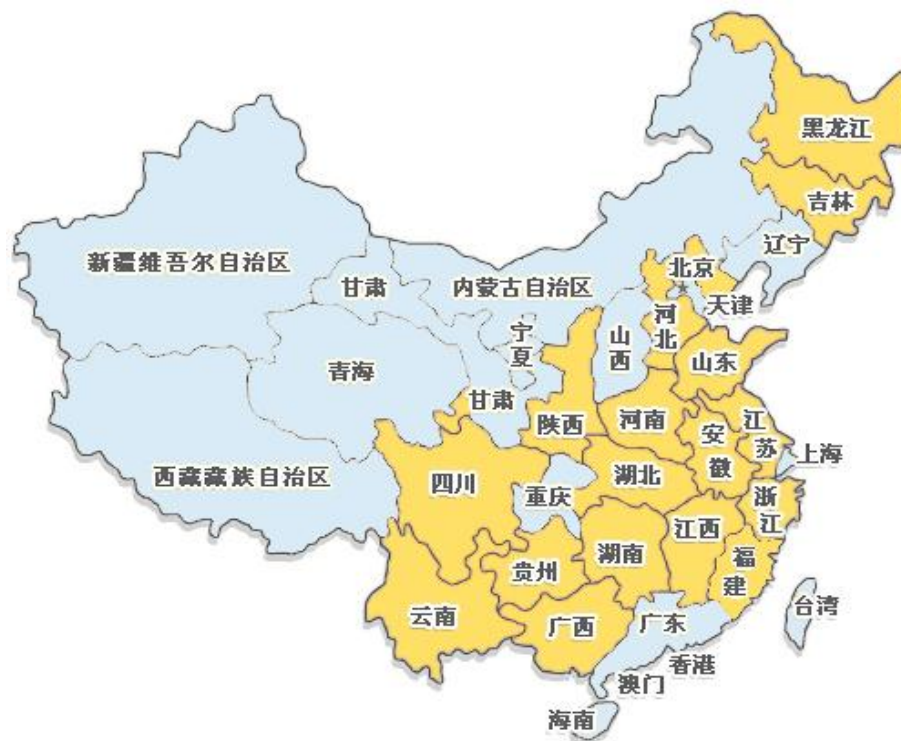 黑龙江
吉林
辽宁
新疆维吾尔自治区
甘肃
内蒙古自治区
北京
天津
宁夏
河北
山西
山东
青海
甘肃
陕西
河南
安徽
江苏
上海
西藏藏族自治区
四川
重庆
湖北
浙江
江西
湖南
福建
贵州
云南
广西
广东
台湾
香港
澳门
海南